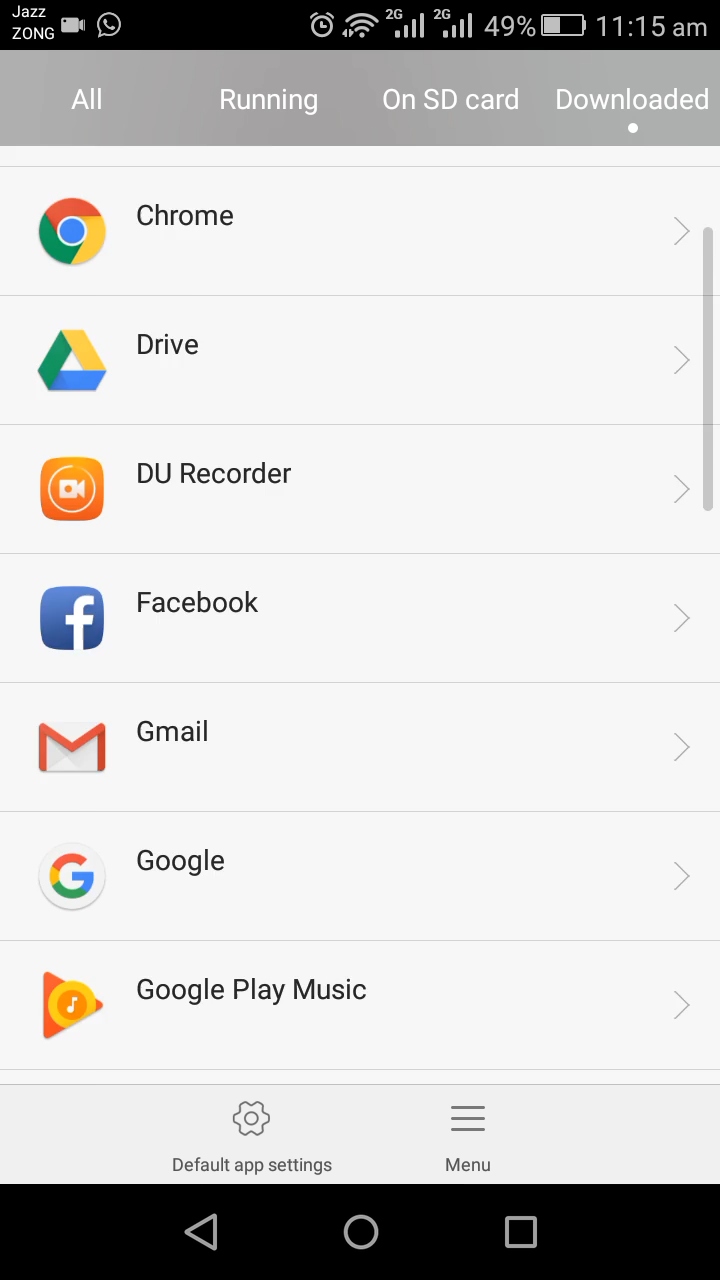 Jazz
ZONG
2G 2G 49% 11:15 am
All Running On SD card Downloaded
Chrome
Drive
DU Recorder
Facebook
Gmail
Google
Google Play Music
Default app settings Menu